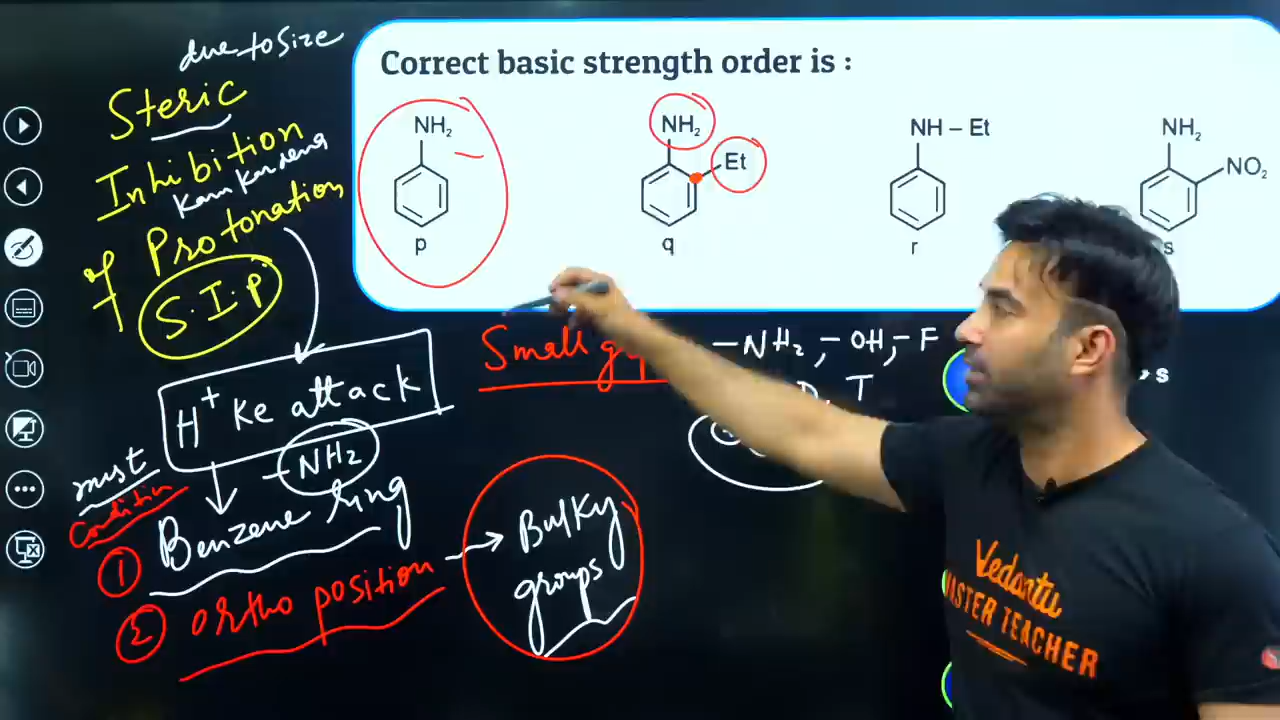 due to size
Steric
Inhibition
Kam Kardena
of Protonation
S.I.P.
H+ Ke attack
-NH2
must
Condition
① Benzene ring
② Ortho position → Bulky
groups
Correct basic strength order is :
NH₂
p
NH₂
Et
q
NH – Et
r
NH₂
NO₂
s
Small
-NH2, -OH, -F
D, T
, s
Vedantu
MASTER TEACHER